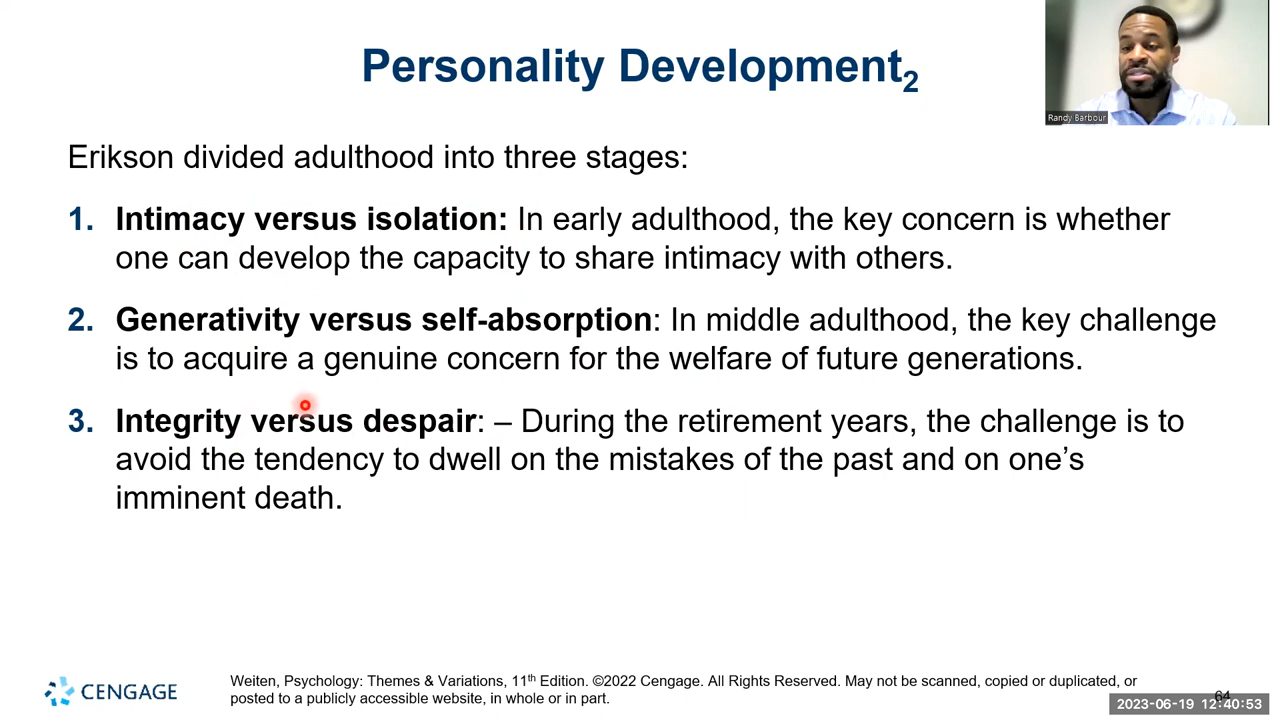 Personality Development2
Randy Barbour
Erikson divided adulthood into three stages:
1. Intimacy versus isolation: In early adulthood, the key concern is whether
one can develop the capacity to share intimacy with others.
2. Generativity versus self-absorption: In middle adulthood, the key challenge
is to acquire a genuine concern for the welfare of future generations.
3. Integrity versus despair: – During the retirement years, the challenge is to
avoid the tendency to dwell on the mistakes of the past and on one’s
imminent death.
CENGAGE
Weiten, Psychology: Themes & Variations, 11th Edition. ©2022 Cengage. All Rights Reserved. May not be scanned, copied or duplicated, or
posted to a publicly accessible website, in whole or in part.
64
2023-06-19 12:40:53